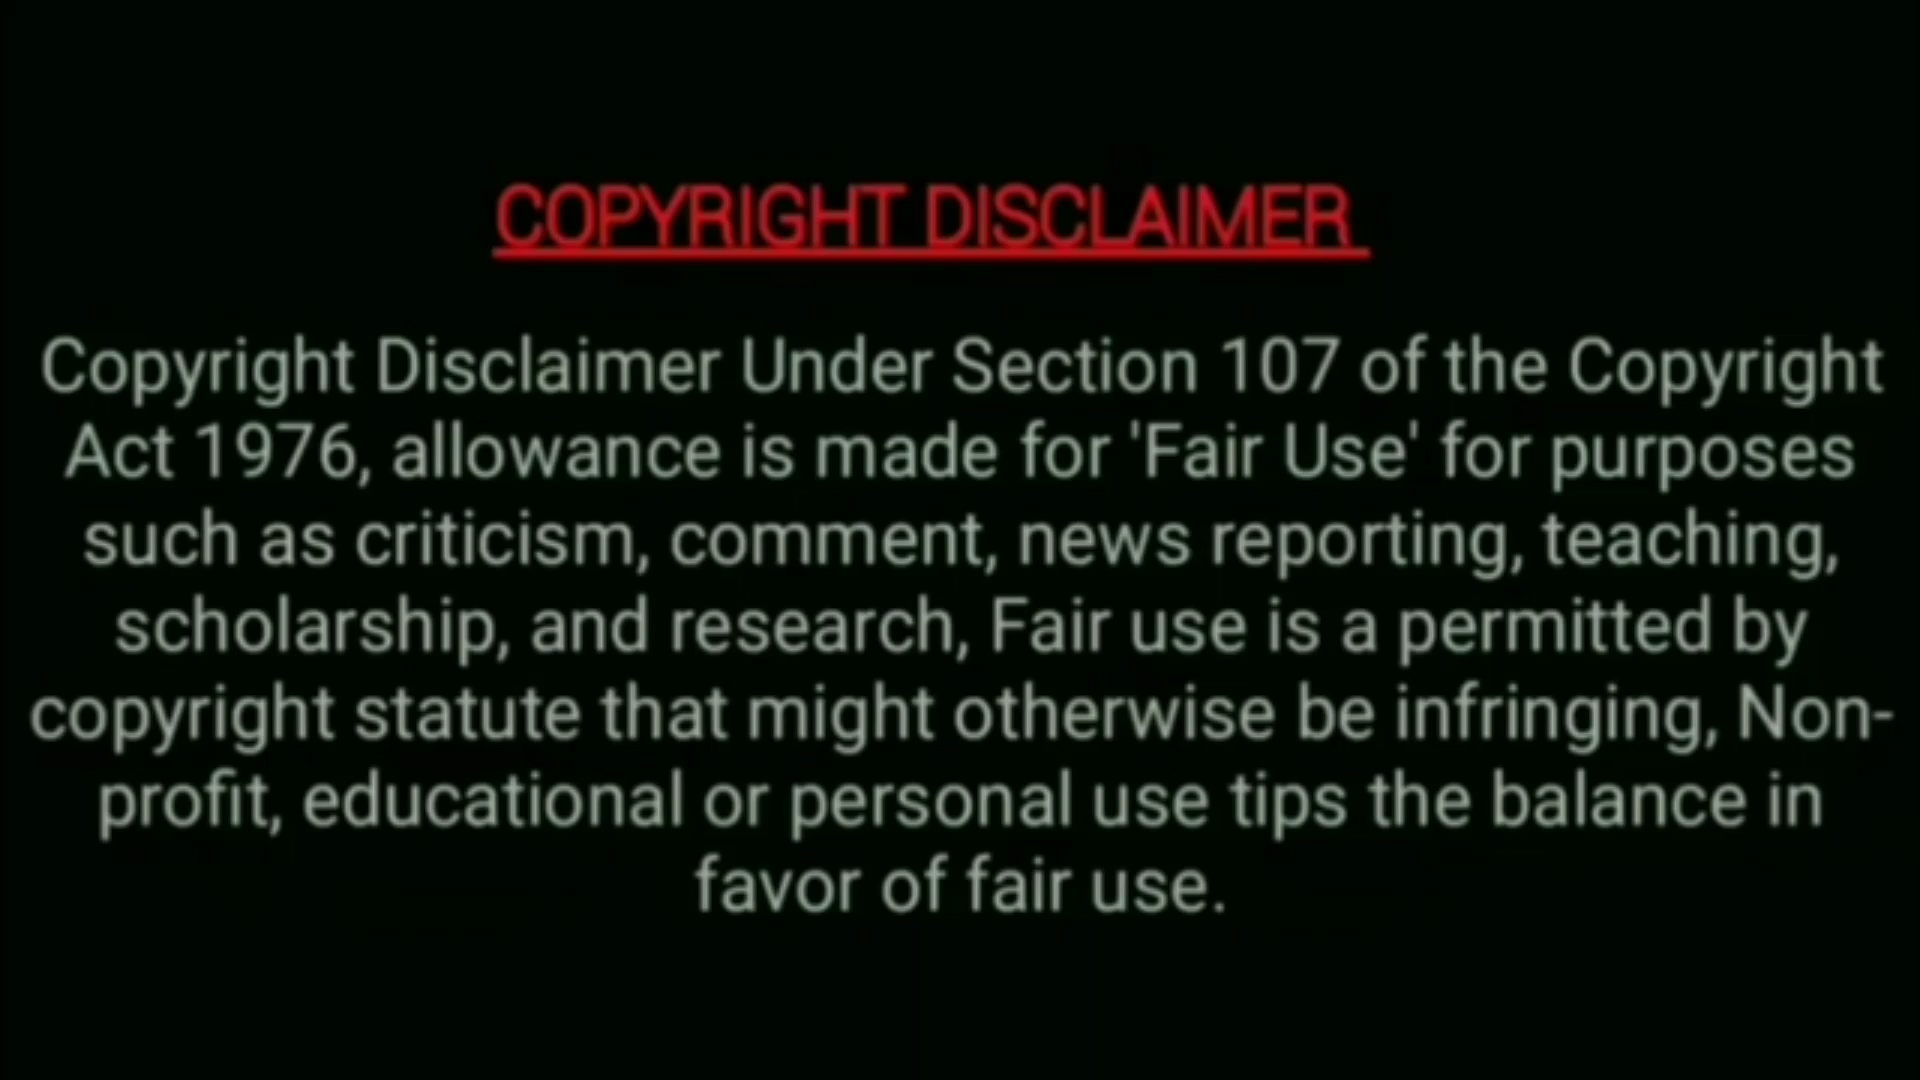 COPYRIGHT DISCLAIMER
Copyright Disclaimer Under Section 107 of the Copyright
Act 1976, allowance is made for 'Fair Use' for purposes
such as criticism, comment, news reporting, teaching,
scholarship, and research, Fair use is a permitted by
copyright statute that might otherwise be infringing, Non-
profit, educational or personal use tips the balance in
favor of fair use.